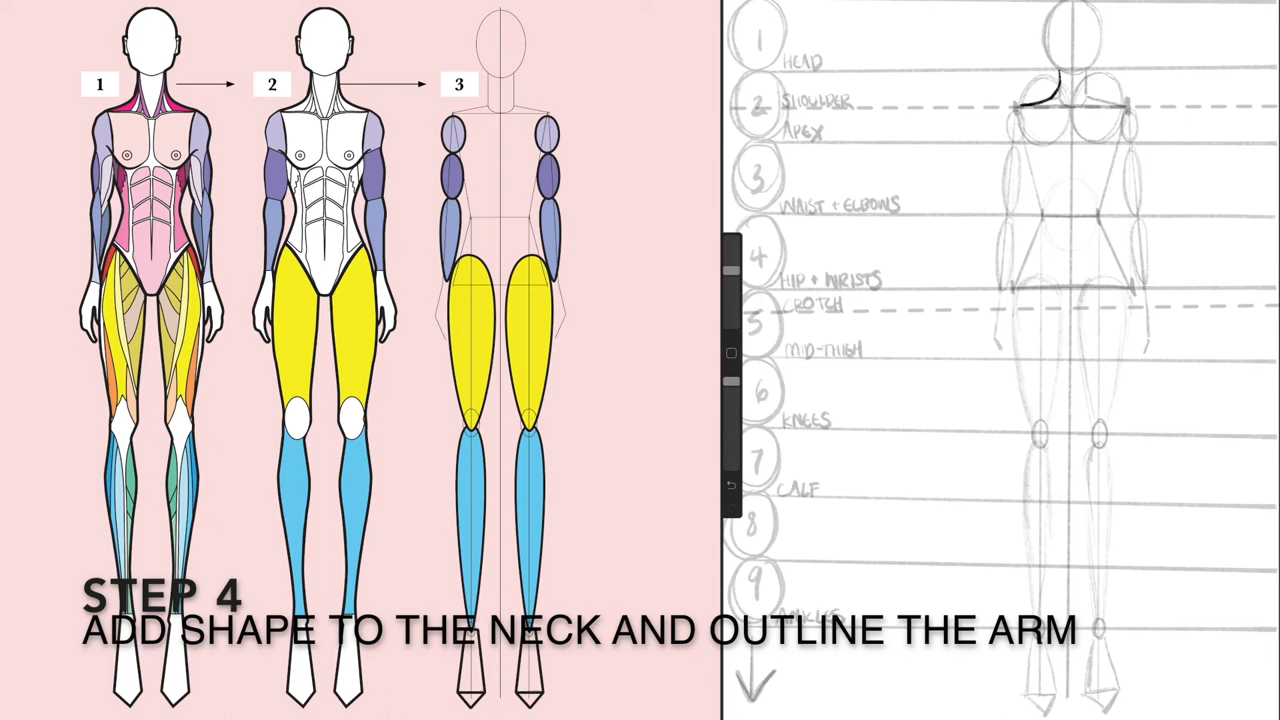 1
2
3
1
HEAD
2
SHOULDER
APEX
3
WAIST + ELBOWS
4
HIP + WRISTS
CROTCH
5
MID-THIGH
6
KNEES
7
CALF
8
9
ANKLES
STEP 4
ADD SHAPE TO THE NECK AND OUTLINE THE ARM